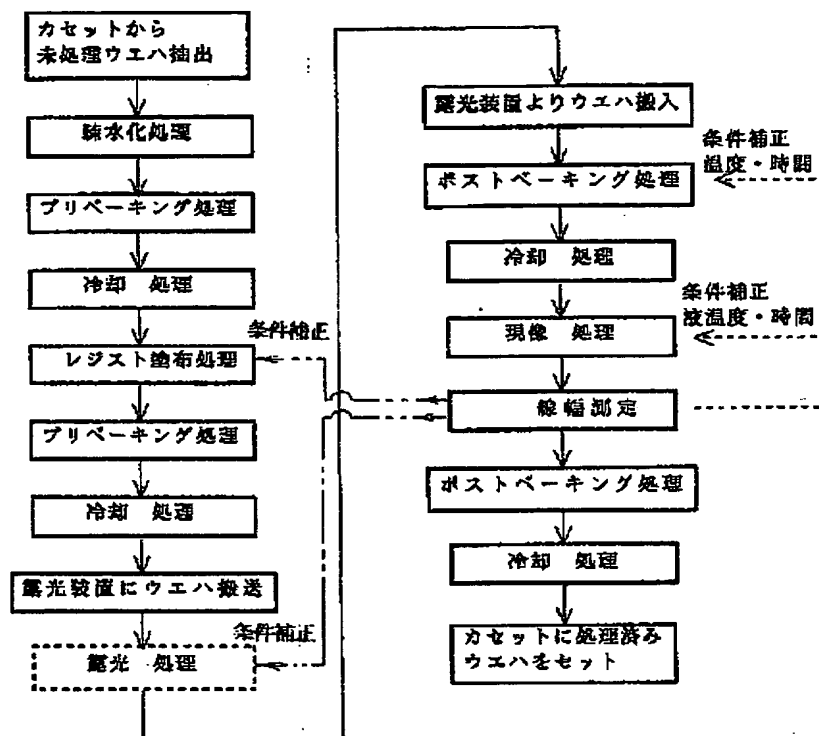 カセットから
未処理ウエハ抽出
疎水化処理
プリベーキング処理
冷却 処理
条件補正
レジスト塗布処理
プリベーキング処理
冷却 処理
露光装置にウエハ搬送
条件補正
露光 処理
露光装置よりウエハ搬入
条件補正
温度・時間
ポストベーキング処理
冷却 処理
条件補正
液温度・時間
現像 処理
線幅測定
ポストベーキング処理
冷却 処理
カセットに処理済み
ウエハをセット